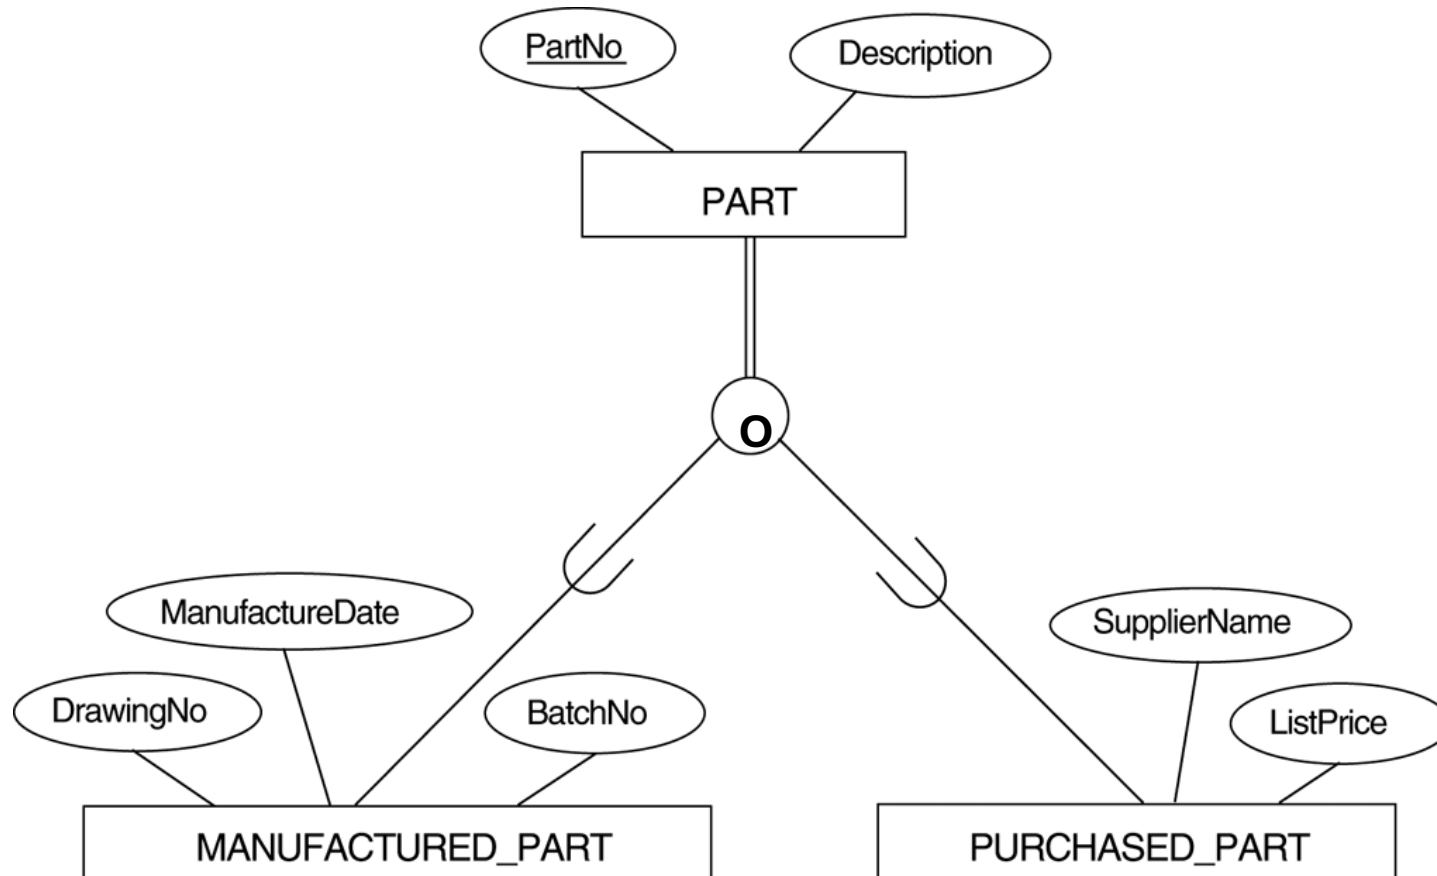 PartNo
Description
PART
O
ManufactureDate
SupplierName
DrawingNo
BatchNo
ListPrice
MANUFACTURED_PART
PURCHASED_PART